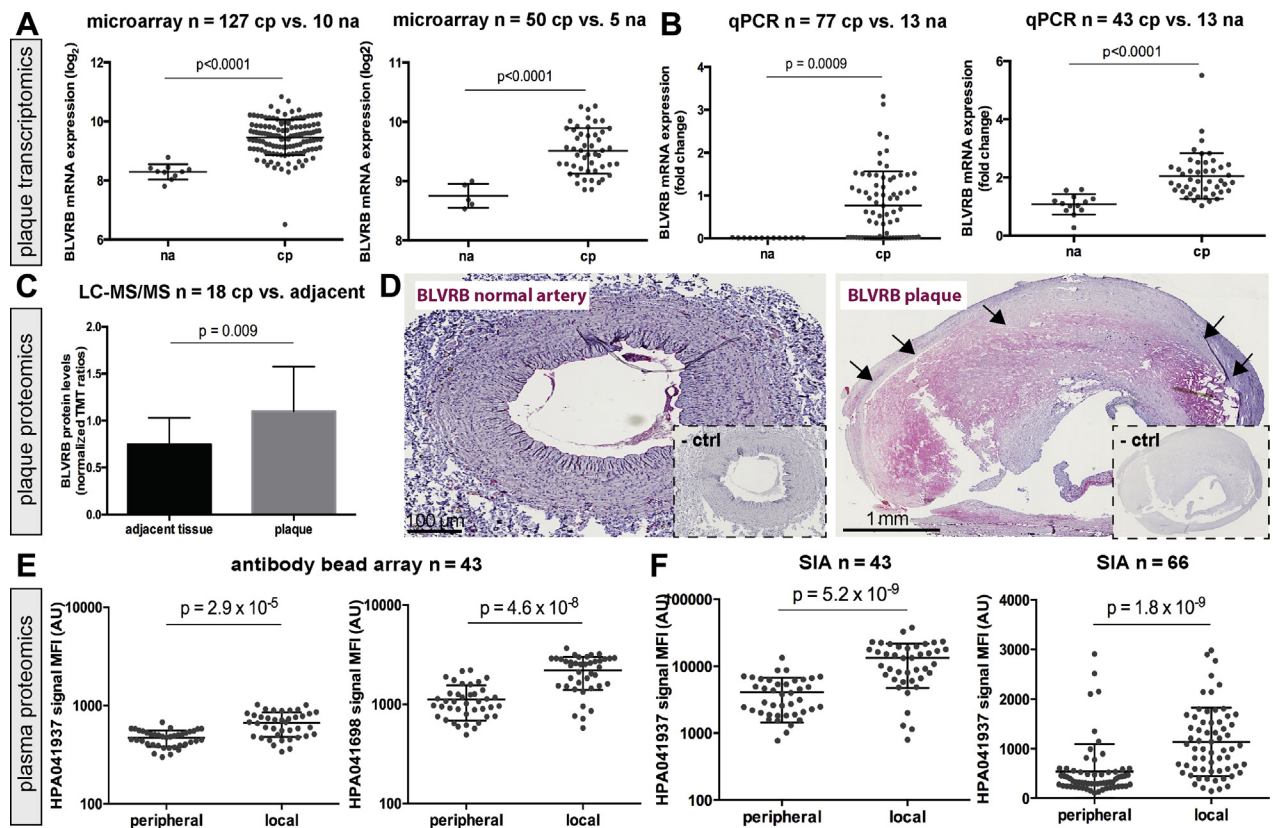 A
microarray n = 127 cp vs. 10 na
microarray n = 50 cp vs. 5 na
B
qPCR n = 77 cp vs. 13 na
qPCR n = 43 cp vs. 13 na
plaque transcriptomics
BLVRB mRNA expression (log2)
12
10
8
6
p<0.0001
na
cp
BLVRB mRNA expression (log2)
11
10
9
8
p<0.0001
na
cp
BLVRB mRNA expression
(fold change)
4
3
2
1
0
p = 0.0009
na
cp
BLVRB mRNA expression
(fold change)
6
4
2
0
p<0.0001
na
cp
C
LC-MS/MS n = 18 cp vs. adjacent
plaque proteomics
BLVRB protein levels
(normalized TMT ratios)
2.0
1.5
1.0
0.5
0.0
p = 0.009
adjacent tissue
plaque
D
BLVRB normal artery
100 µm
- ctrl
BLVRB plaque
1 mm
- ctrl
E
antibody bead array n = 43
plasma proteomics
HPA041937 signal MFI (AU)
10000
1000
100
p = 2.9 x 10-5
peripheral
local
HPA041698 signal MFI (AU)
10000
1000
100
p = 4.6 x 10-8
peripheral
local
F
SIA n = 43
SIA n = 66
HPA041937 signal MFI (AU)
100000
10000
1000
100
p = 5.2 x 10-9
peripheral
local
HPA041937 signal MFI (AU)
4000
3000
2000
1000
0
p = 1.8 x 10-9
peripheral
local